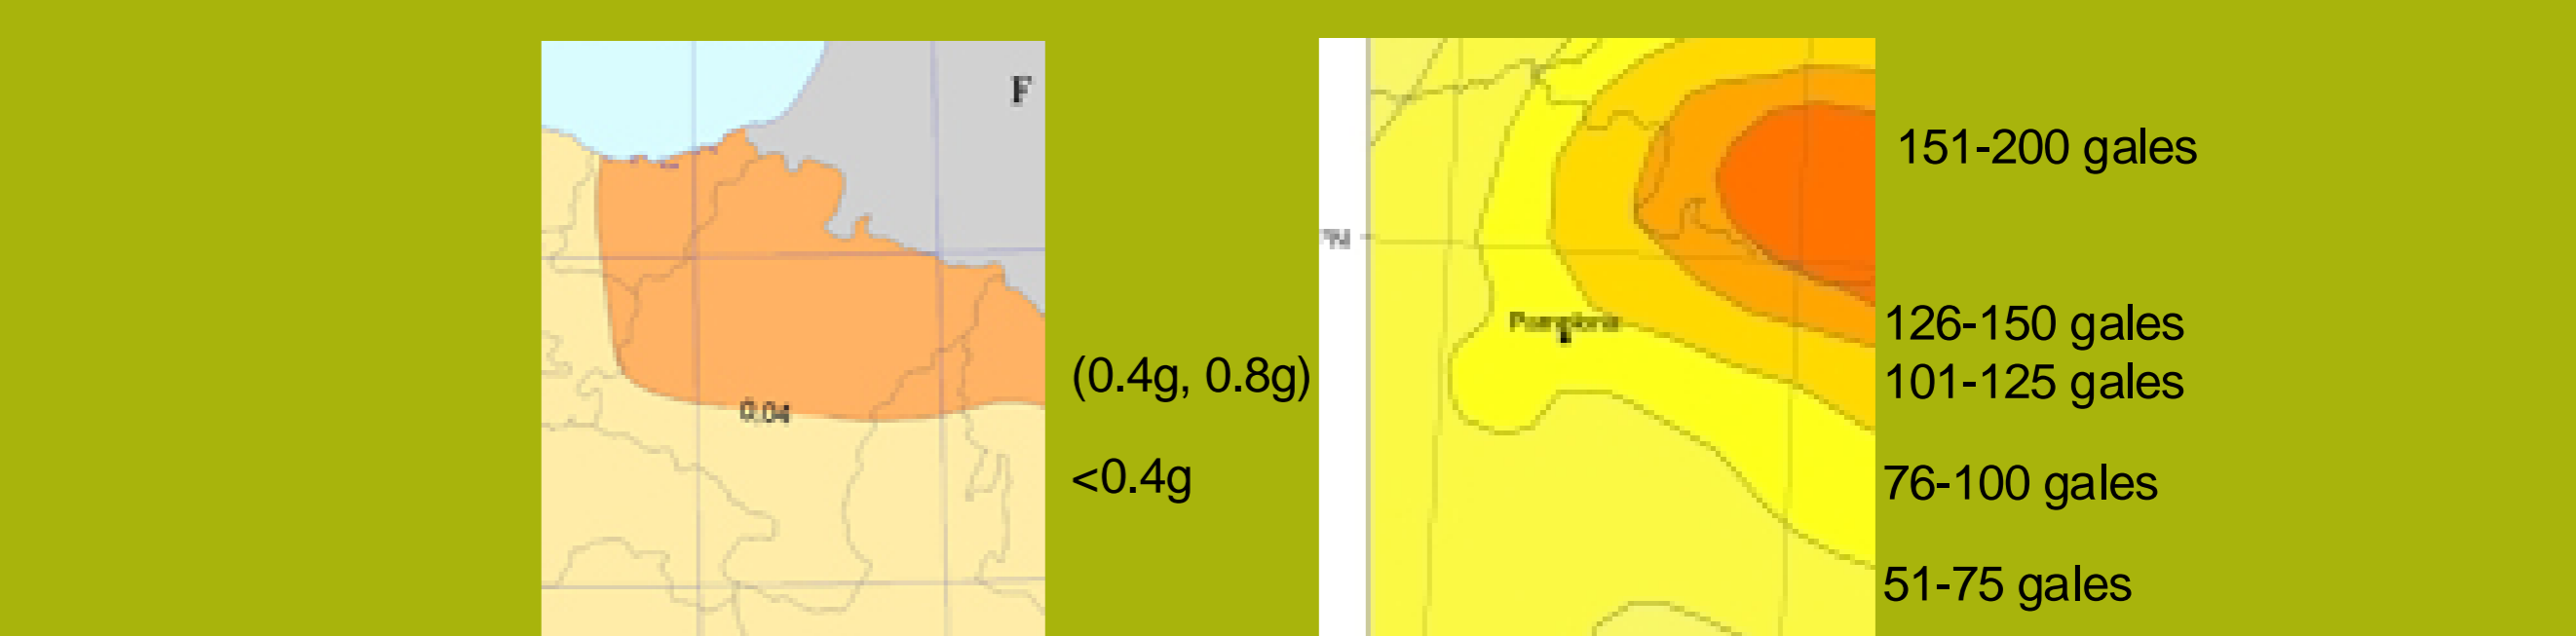 F
0.04
(0.4g, 0.8g)
<0.4g
Pamplona
151-200 gales
126-150 gales
101-125 gales
76-100 gales
51-75 gales